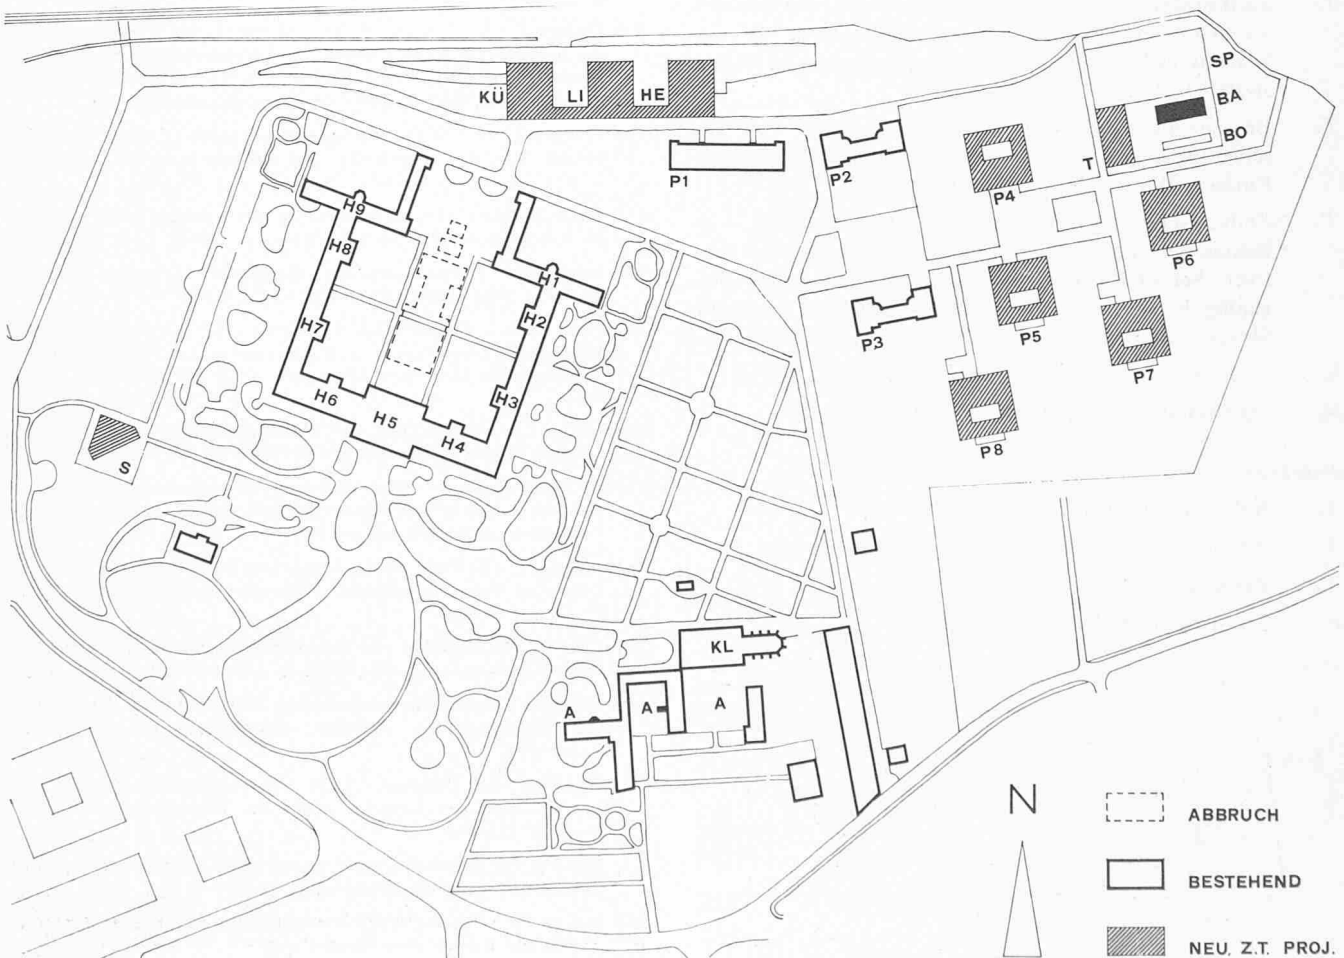 SP
KÜ LI HE
BA
BO
P1
P2
T
P4
H9
P6
H8
H1
H2
P3
P5
H7
P7
H6
H3
H5
H4
P8
S
KL
A A A
N
ABBRUCH
BESTEHEND
NEU, Z.T. PROJ.